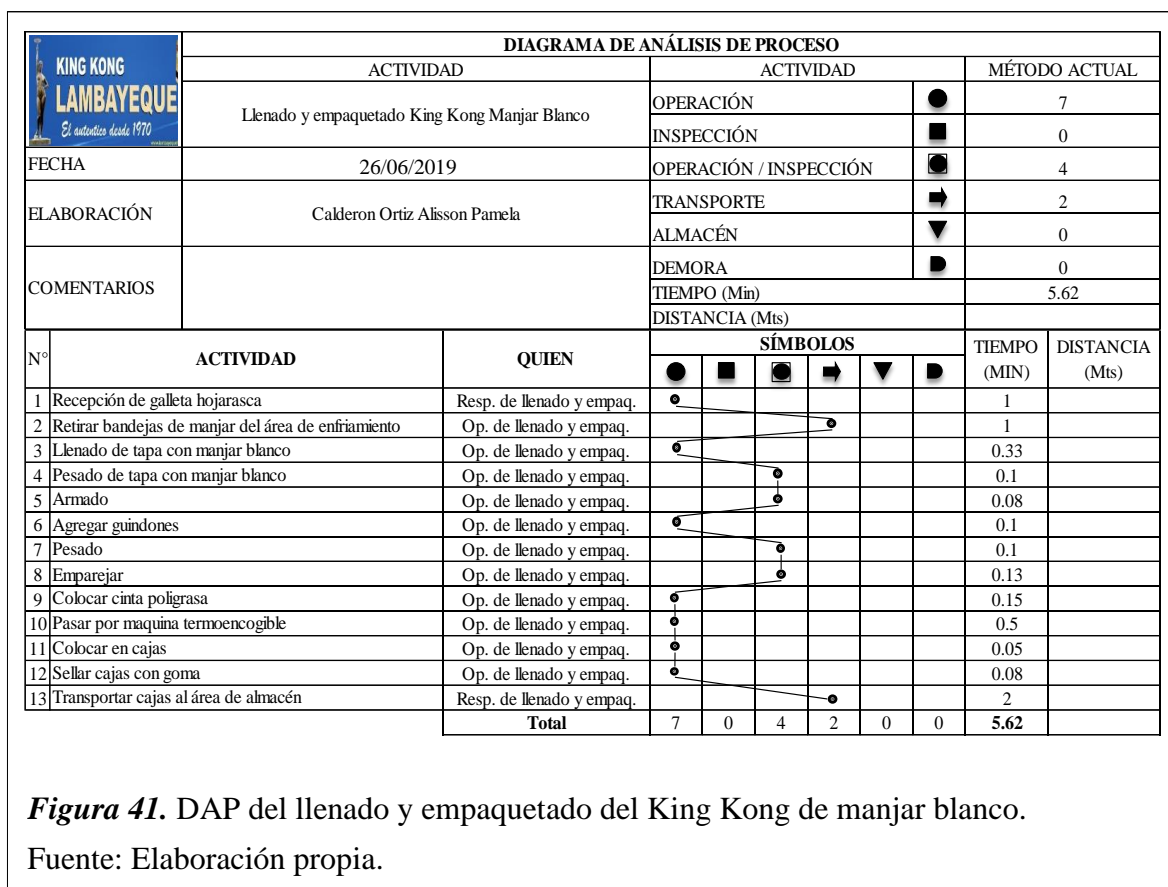 DIAGRAMA DE ANÁLISIS DE PROCESO
KING KONG
LAMBAYEQUE
El autentico desde 1970
ACTIVIDAD ACTIVIDAD MÉTODO ACTUAL
Llenado y empaquetado King Kong Manjar Blanco
OPERACIÓN 7
INSPECCIÓN 0
FECHA 26/06/2019 OPERACIÓN / INSPECCIÓN 4
ELABORACIÓN Calderon Ortiz Alisson Pamela
TRANSPORTE 2
ALMACÉN 0
COMENTARIOS
DEMORA 0
TIEMPO (Min) 5.62
DISTANCIA (Mts)
N° ACTIVIDAD QUIEN SÍMBOLOS TIEMPO (MIN) DISTANCIA (Mts)
1 Recepción de galleta hojarasca Resp. de llenado y empaq. 1
2 Retirar bandejas de manjar del área de enfriamiento Op. de llenado y empaq. 1
3 Llenado de tapa con manjar blanco Op. de llenado y empaq. 0.33
4 Pesado de tapa con manjar blanco Op. de llenado y empaq. 0.1
5 Armado Op. de llenado y empaq. 0.08
6 Agregar guindones Op. de llenado y empaq. 0.1
7 Pesado Op. de llenado y empaq. 0.1
8 Emparejar Op. de llenado y empaq. 0.13
9 Colocar cinta poligrasa Op. de llenado y empaq. 0.15
10 Pasar por maquina termoencogible Op. de llenado y empaq. 0.5
11 Colocar en cajas Op. de llenado y empaq. 0.05
12 Sellar cajas con goma Op. de llenado y empaq. 0.08
13 Transportar cajas al área de almacén Resp. de llenado y empaq. 2
Total 7 0 4 2 0 0 5.62
Figura 41. DAP del llenado y empaquetado del King Kong de manjar blanco.
Fuente: Elaboración propia.